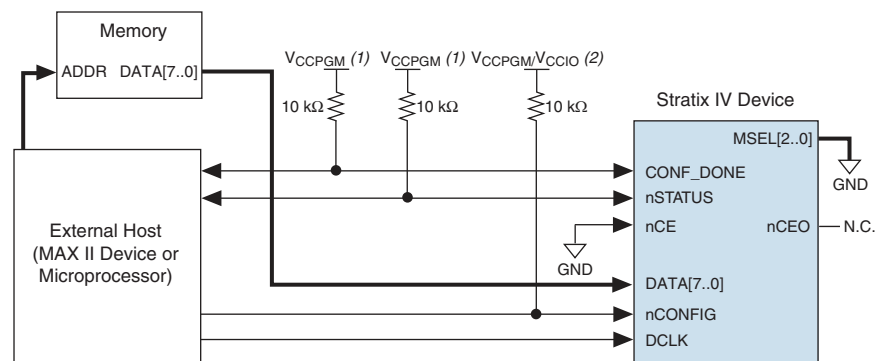 Memory
ADDR DATA[7..0]
VCCPGM (1) VCCPGM (1) VCCPGM/VCCIO (2)
10 kΩ 10 kΩ 10 kΩ
Stratix IV Device
MSEL[2..0]
GND
CONF_DONE
nSTATUS
nCE
nCEO N.C.
GND
External Host
(MAX II Device or
Microprocessor)
DATA[7..0]
nCONFIG
DCLK